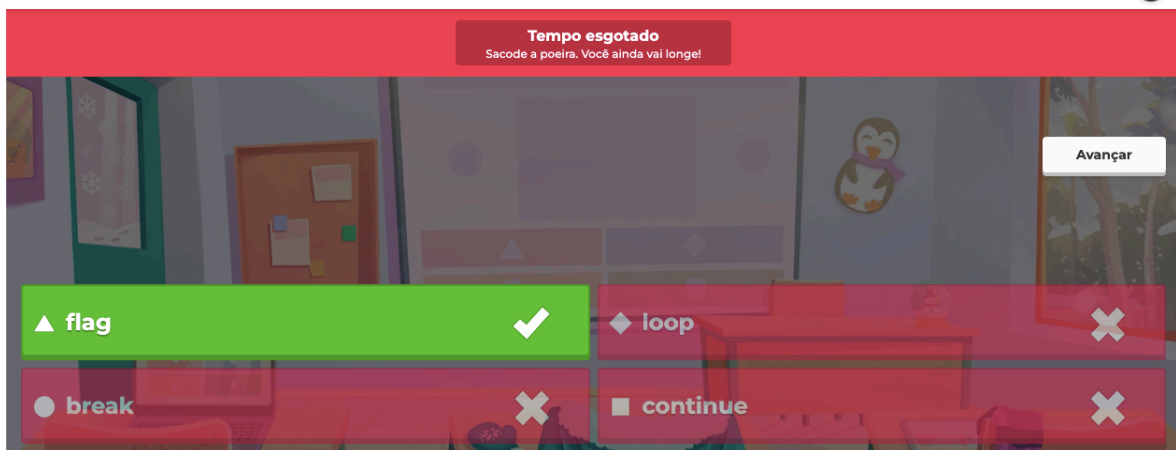 Tempo esgotado
Sacode a poeira. Você ainda vai longe!
Avançar
flag
loop
break
continue